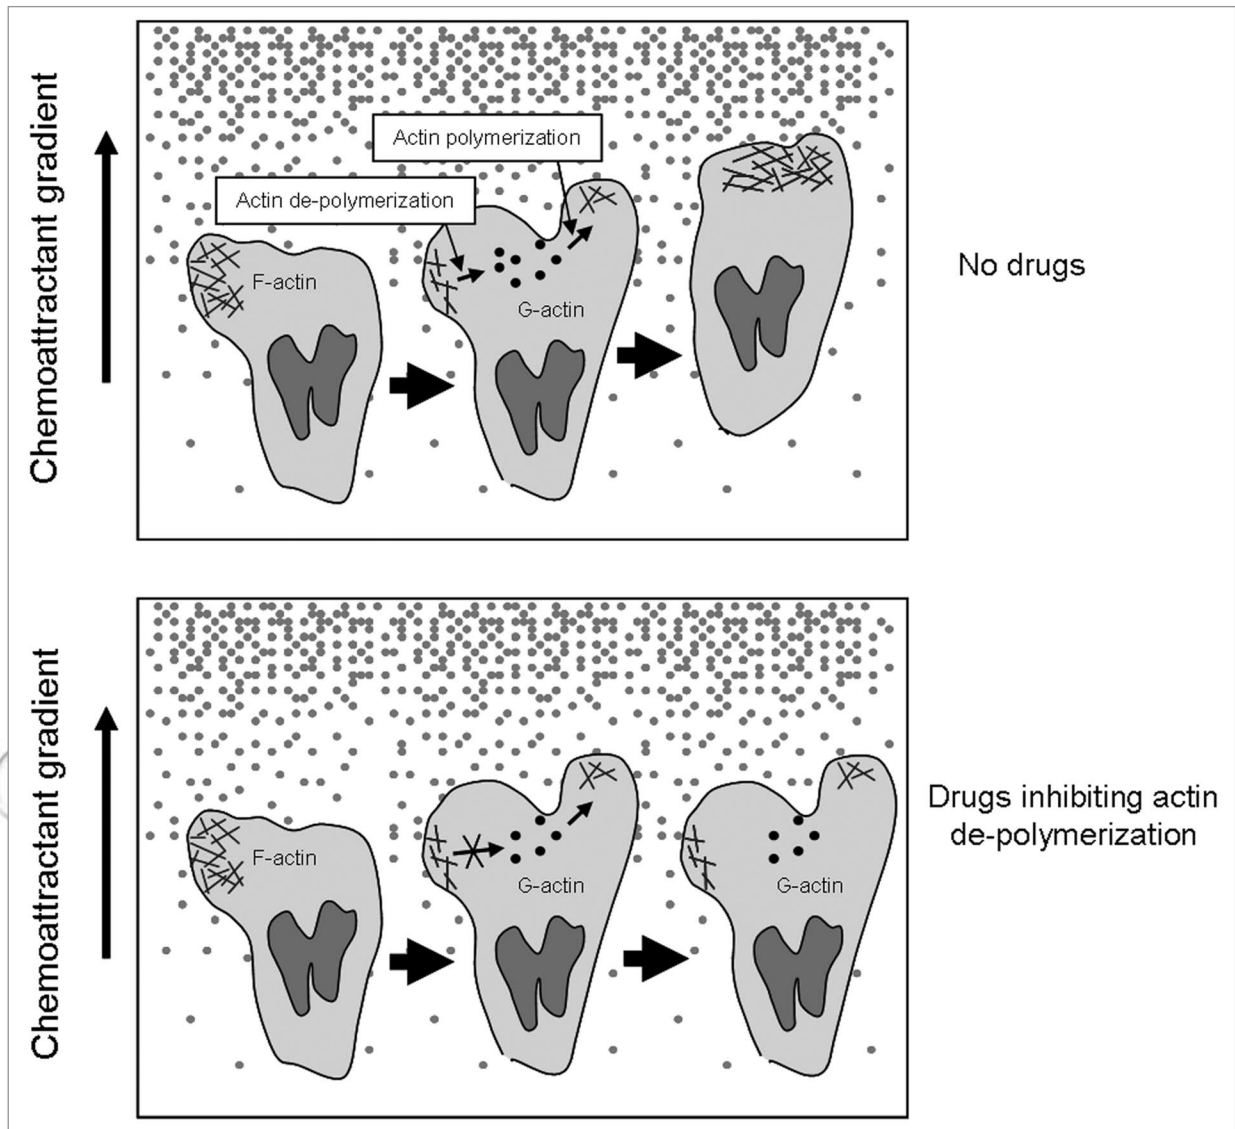 Chemoattractant gradient
Actin polymerization
Actin de-polymerization
F-actin
G-actin
No drugs
Chemoattractant gradient
F-actin
G-actin
G-actin
Drugs inhibiting actin
de-polymerization